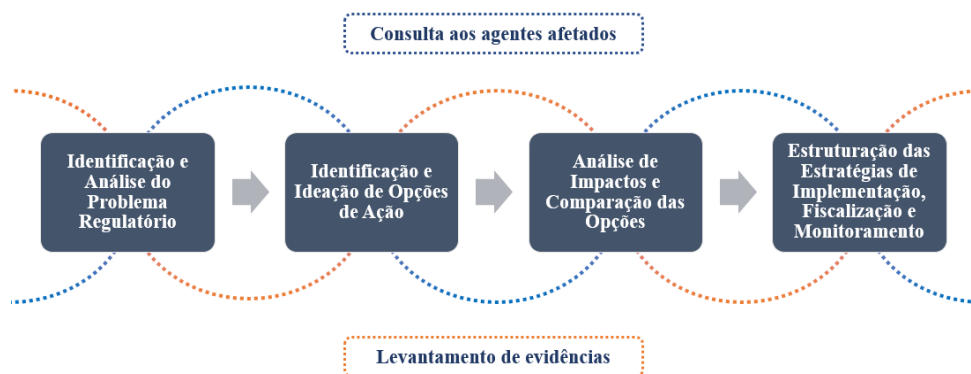 Consulta aos agentes afetados
Identificação e
Análise do
Problema
Regulatório
Identificação e
Ideação de Opções
de Ação
Análise de
Impactos e
Comparação das
Opções
Estruturação das
Estratégias de
Implementação,
Fiscalização e
Monitoramento
Levantamento de evidências